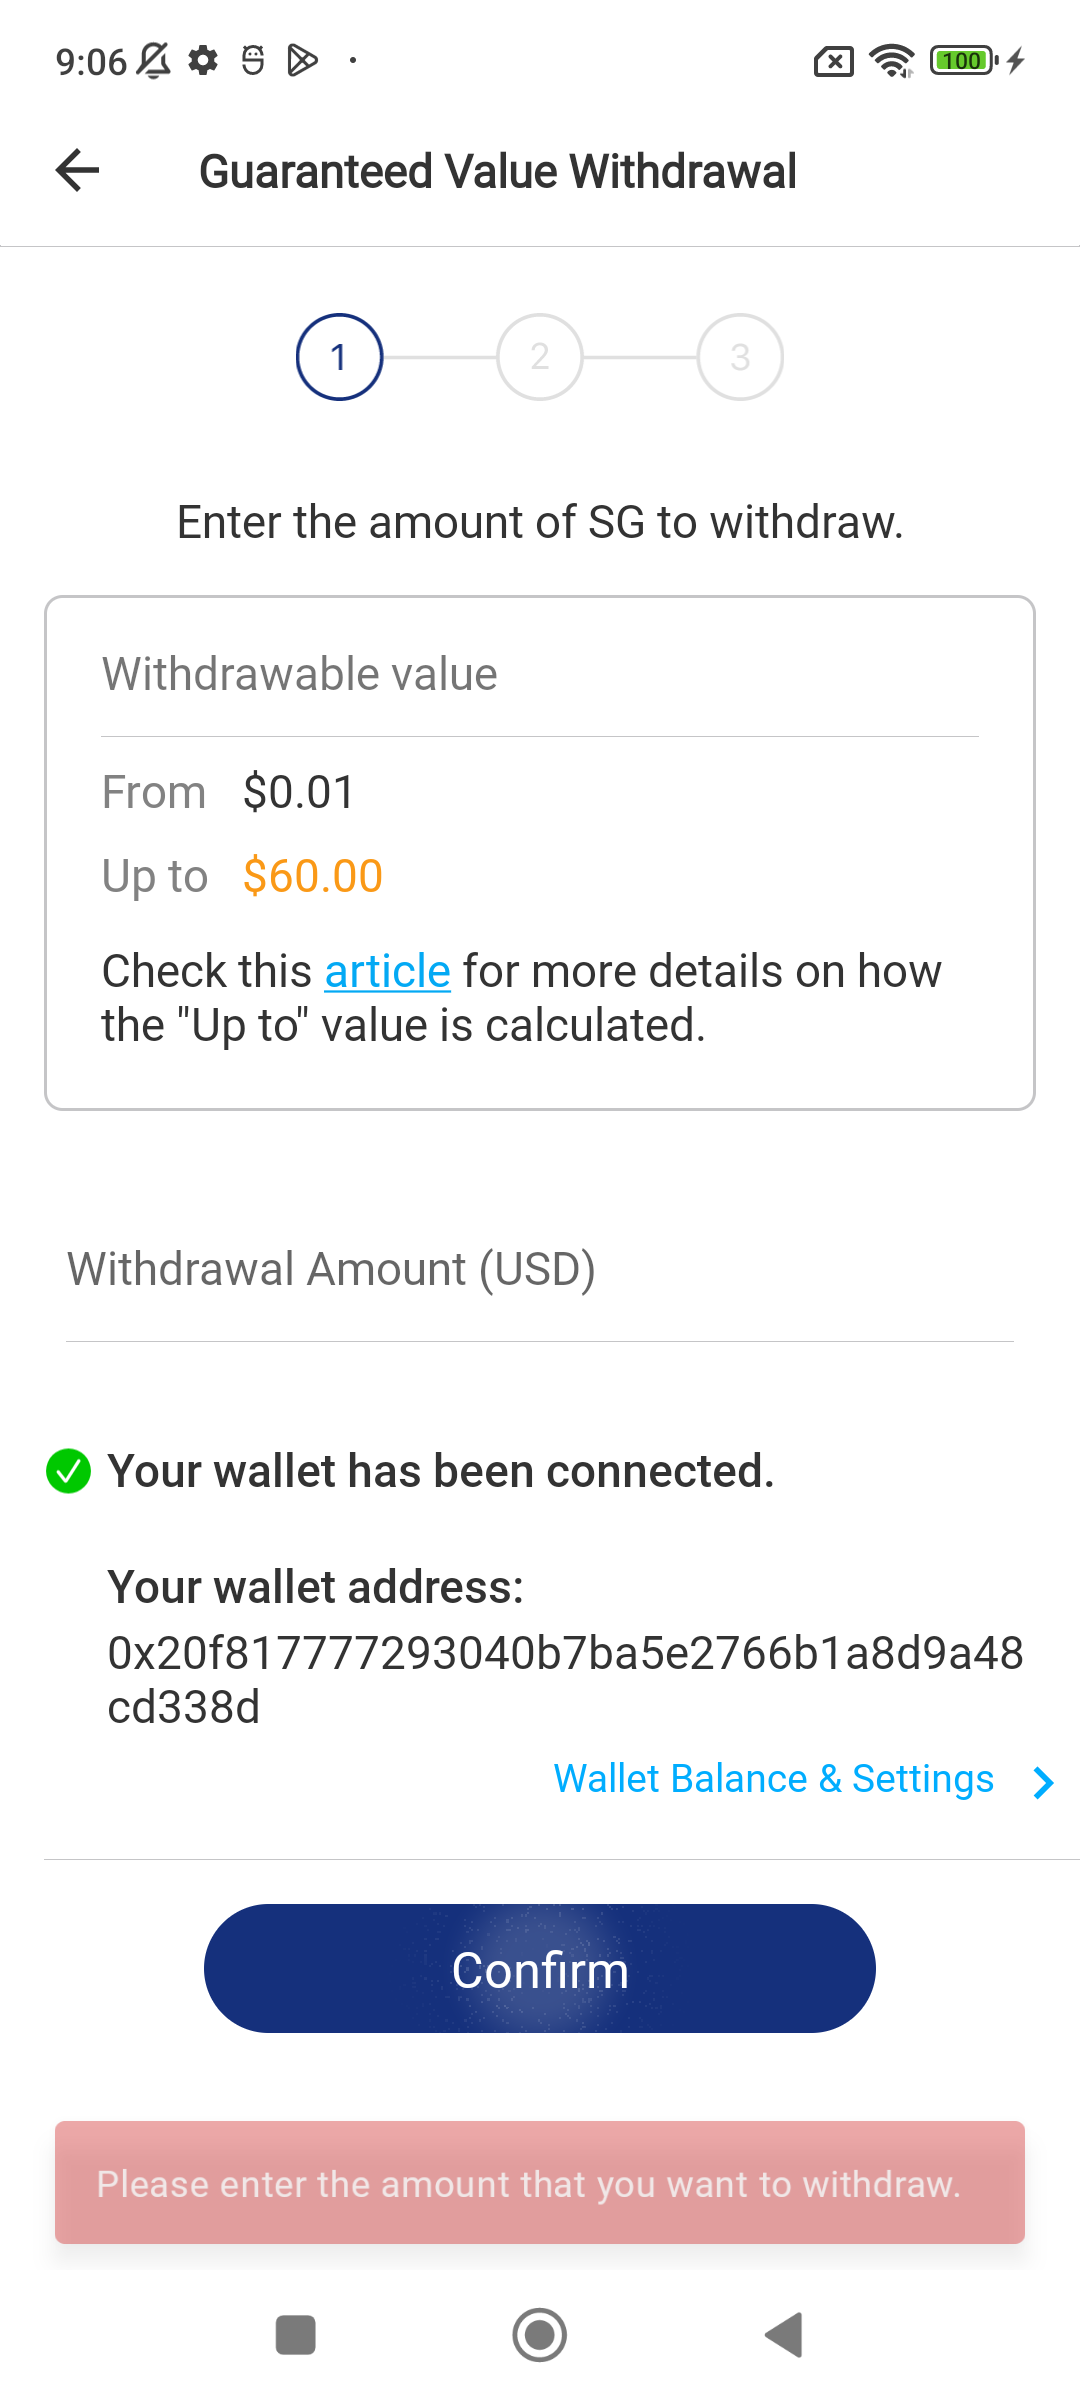 9:06
100
Guaranteed Value Withdrawal
1
2
3
Enter the amount of SG to withdraw.
Withdrawable value
From $0.01
Up to $60.00
Check this article for more details on how
the "Up to" value is calculated.
Withdrawal Amount (USD)
Your wallet has been connected.
Your wallet address:
0x20f817777293040b7ba5e2766b1a8d9a48
cd338d
Wallet Balance & Settings
Confirm
Please enter the amount that you want to withdraw.